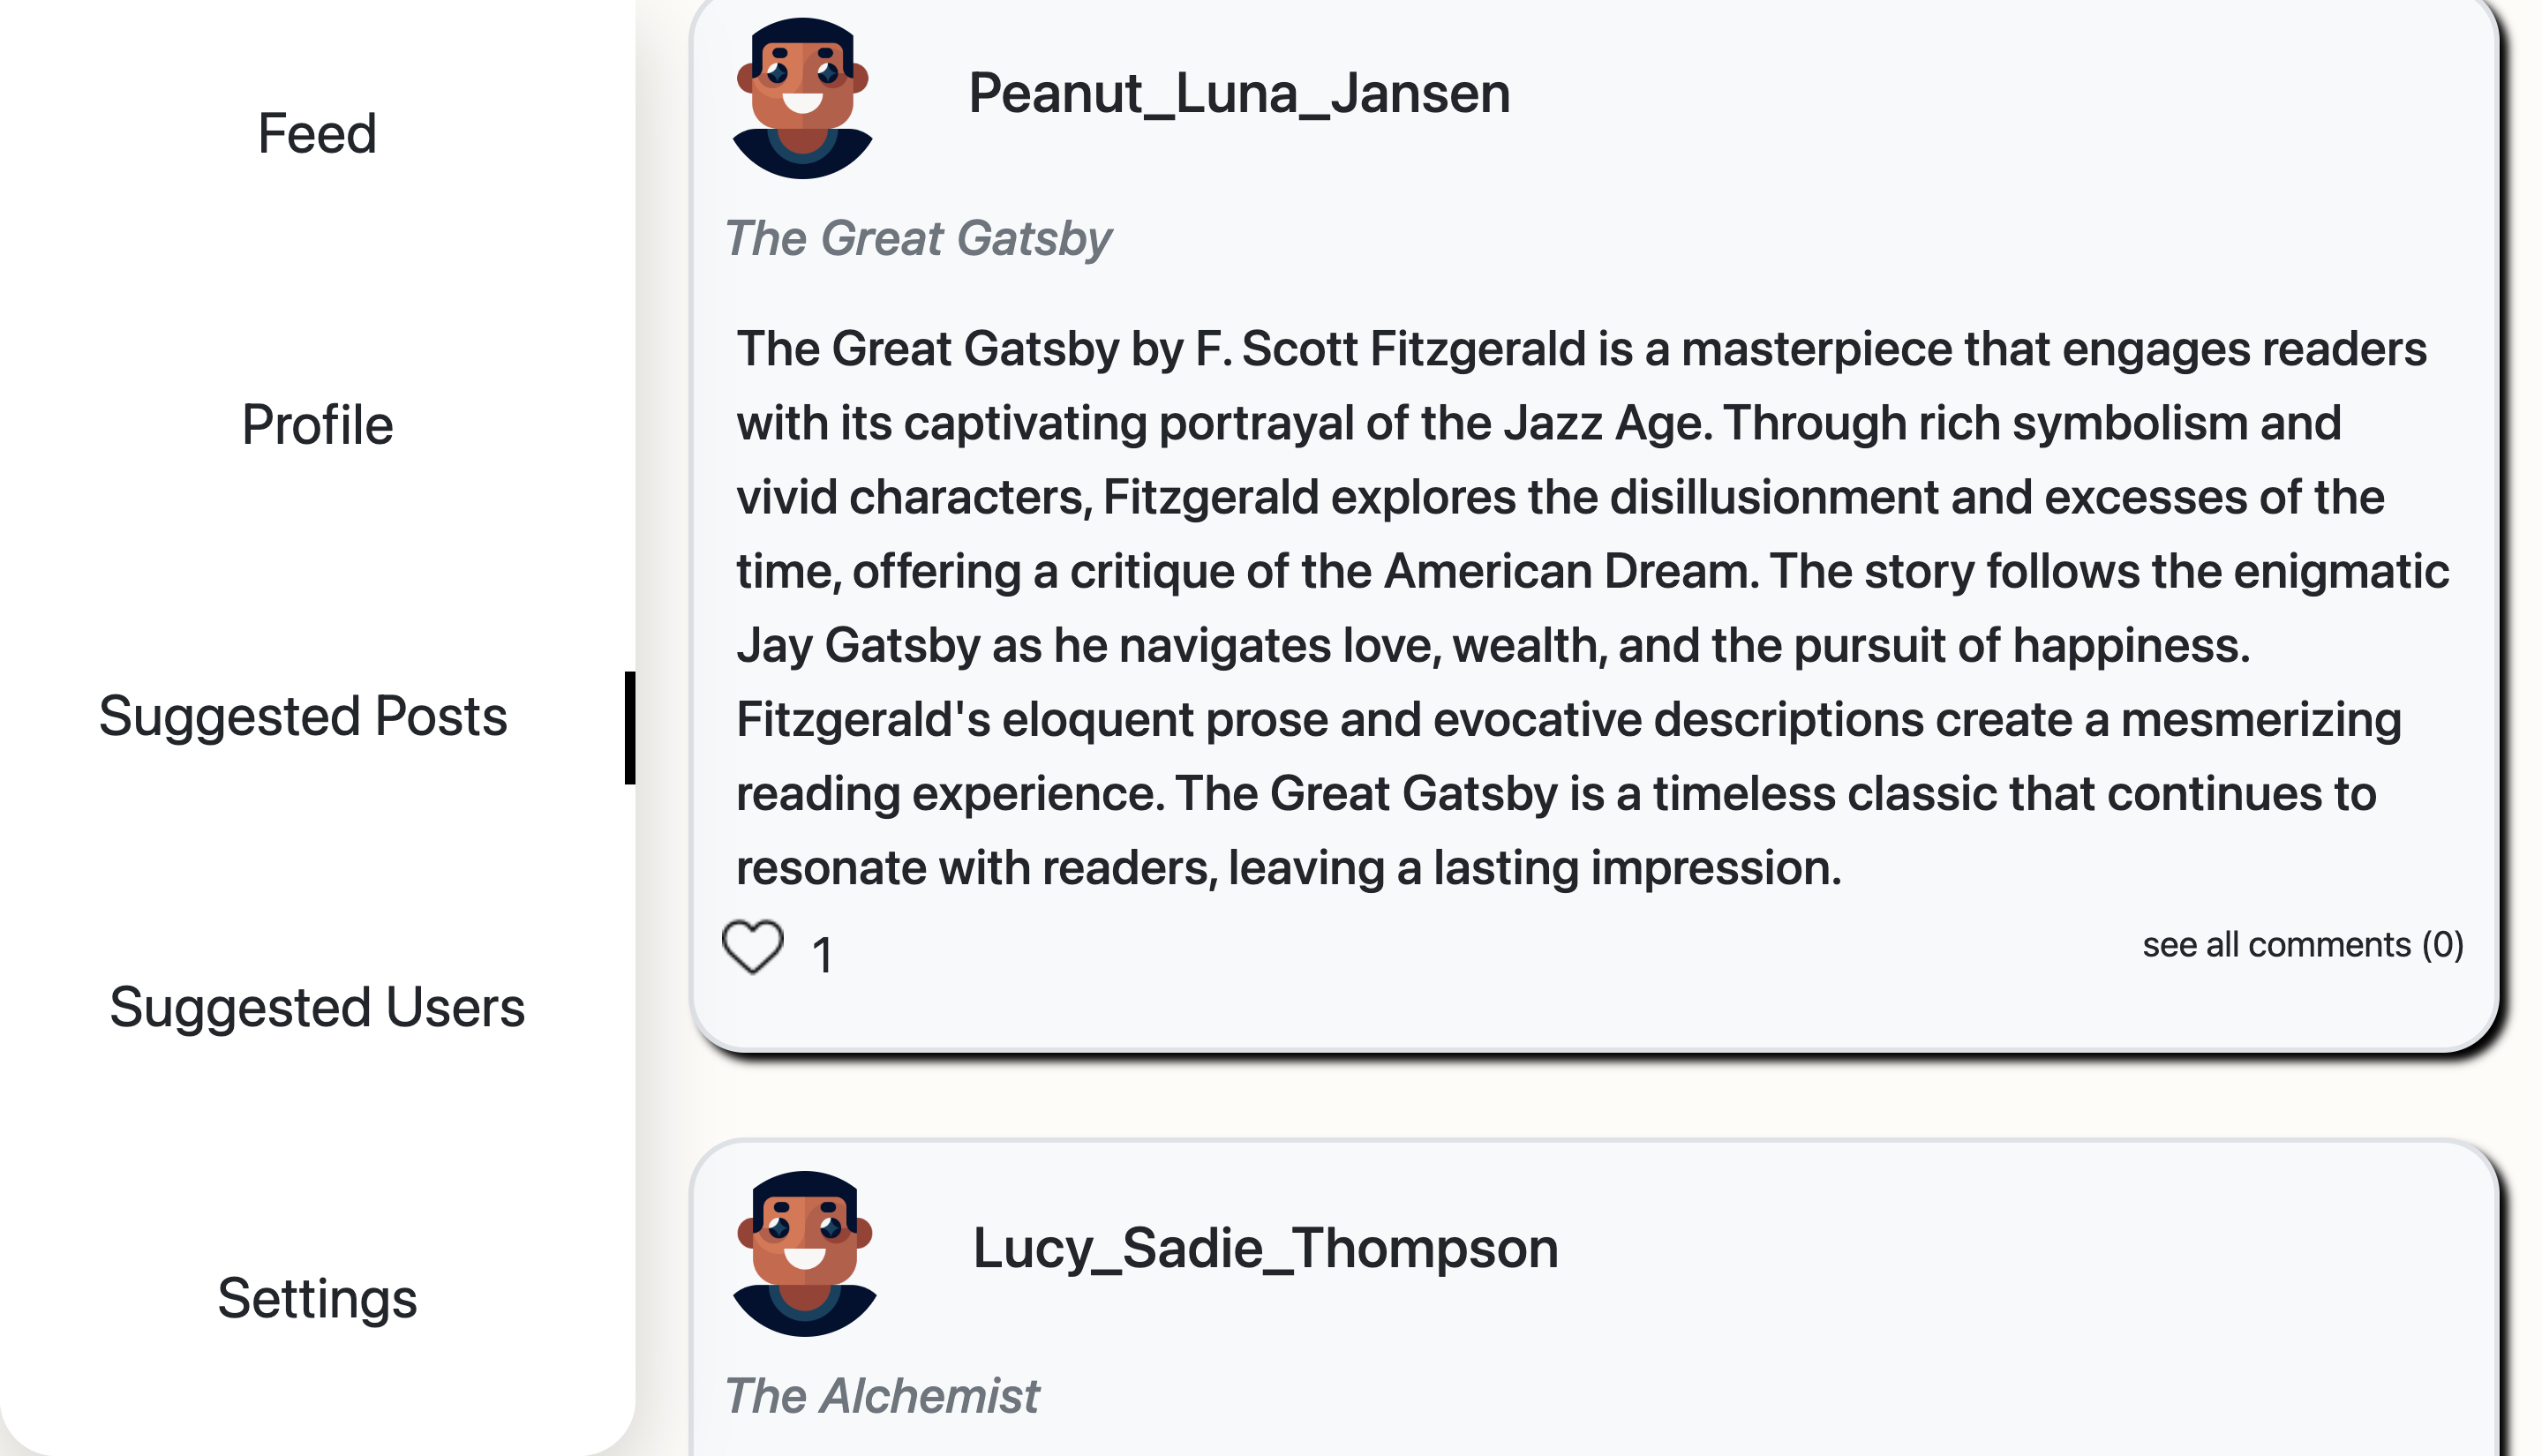 Feed
Profile
Suggested Posts
Suggested Users
Settings
Peanut_Luna_Jansen
The Great Gatsby
The Great Gatsby by F. Scott Fitzgerald is a masterpiece that engages readers
with its captivating portrayal of the Jazz Age. Through rich symbolism and
vivid characters, Fitzgerald explores the disillusionment and excesses of the
time, offering a critique of the American Dream. The story follows the enigmatic
Jay Gatsby as he navigates love, wealth, and the pursuit of happiness.
Fitzgerald's eloquent prose and evocative descriptions create a mesmerizing
reading experience. The Great Gatsby is a timeless classic that continues to
resonate with readers, leaving a lasting impression.
1
see all comments (0)
Lucy_Sadie_Thompson
The Alchemist